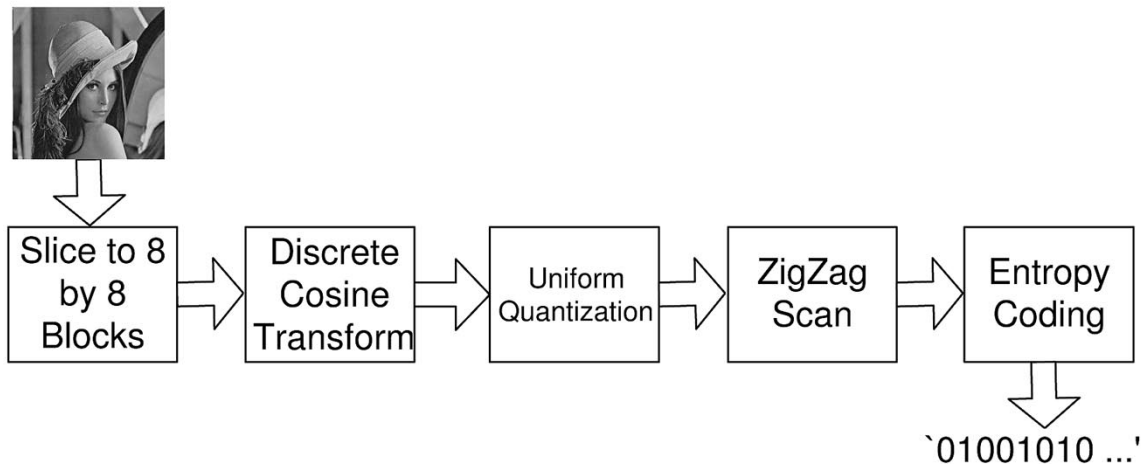 Slice to 8
by 8
Blocks
Discrete
Cosine
Transform
Uniform
Quantization
ZigZag
Scan
Entropy
Coding
`01001010 ...'